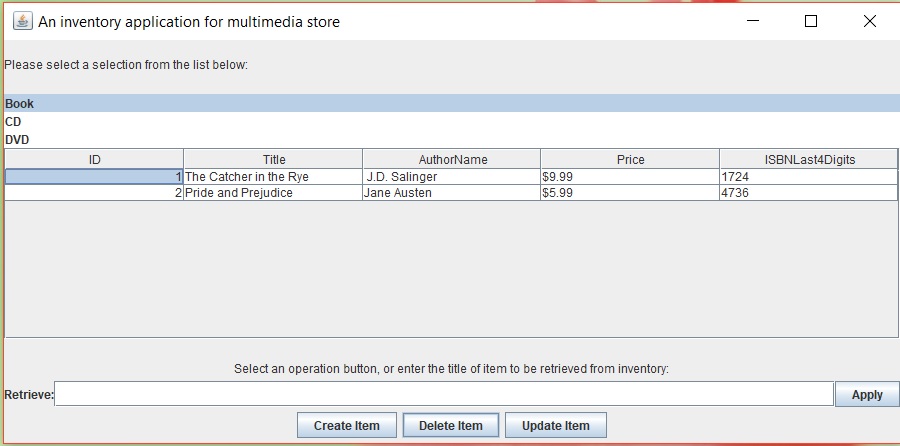 An inventory application for multimedia store
Please select a selection from the list below:
Book
CD
DVD
ID Title AuthorName Price ISBNLast4Digits
1 The Catcher in the Rye J.D. Salinger $9.99 1724
2 Pride and Prejudice Jane Austen $5.99 4736
Select an operation button, or enter the title of item to be retrieved from inventory:
Retrieve: Apply
Create Item Delete Item Update Item